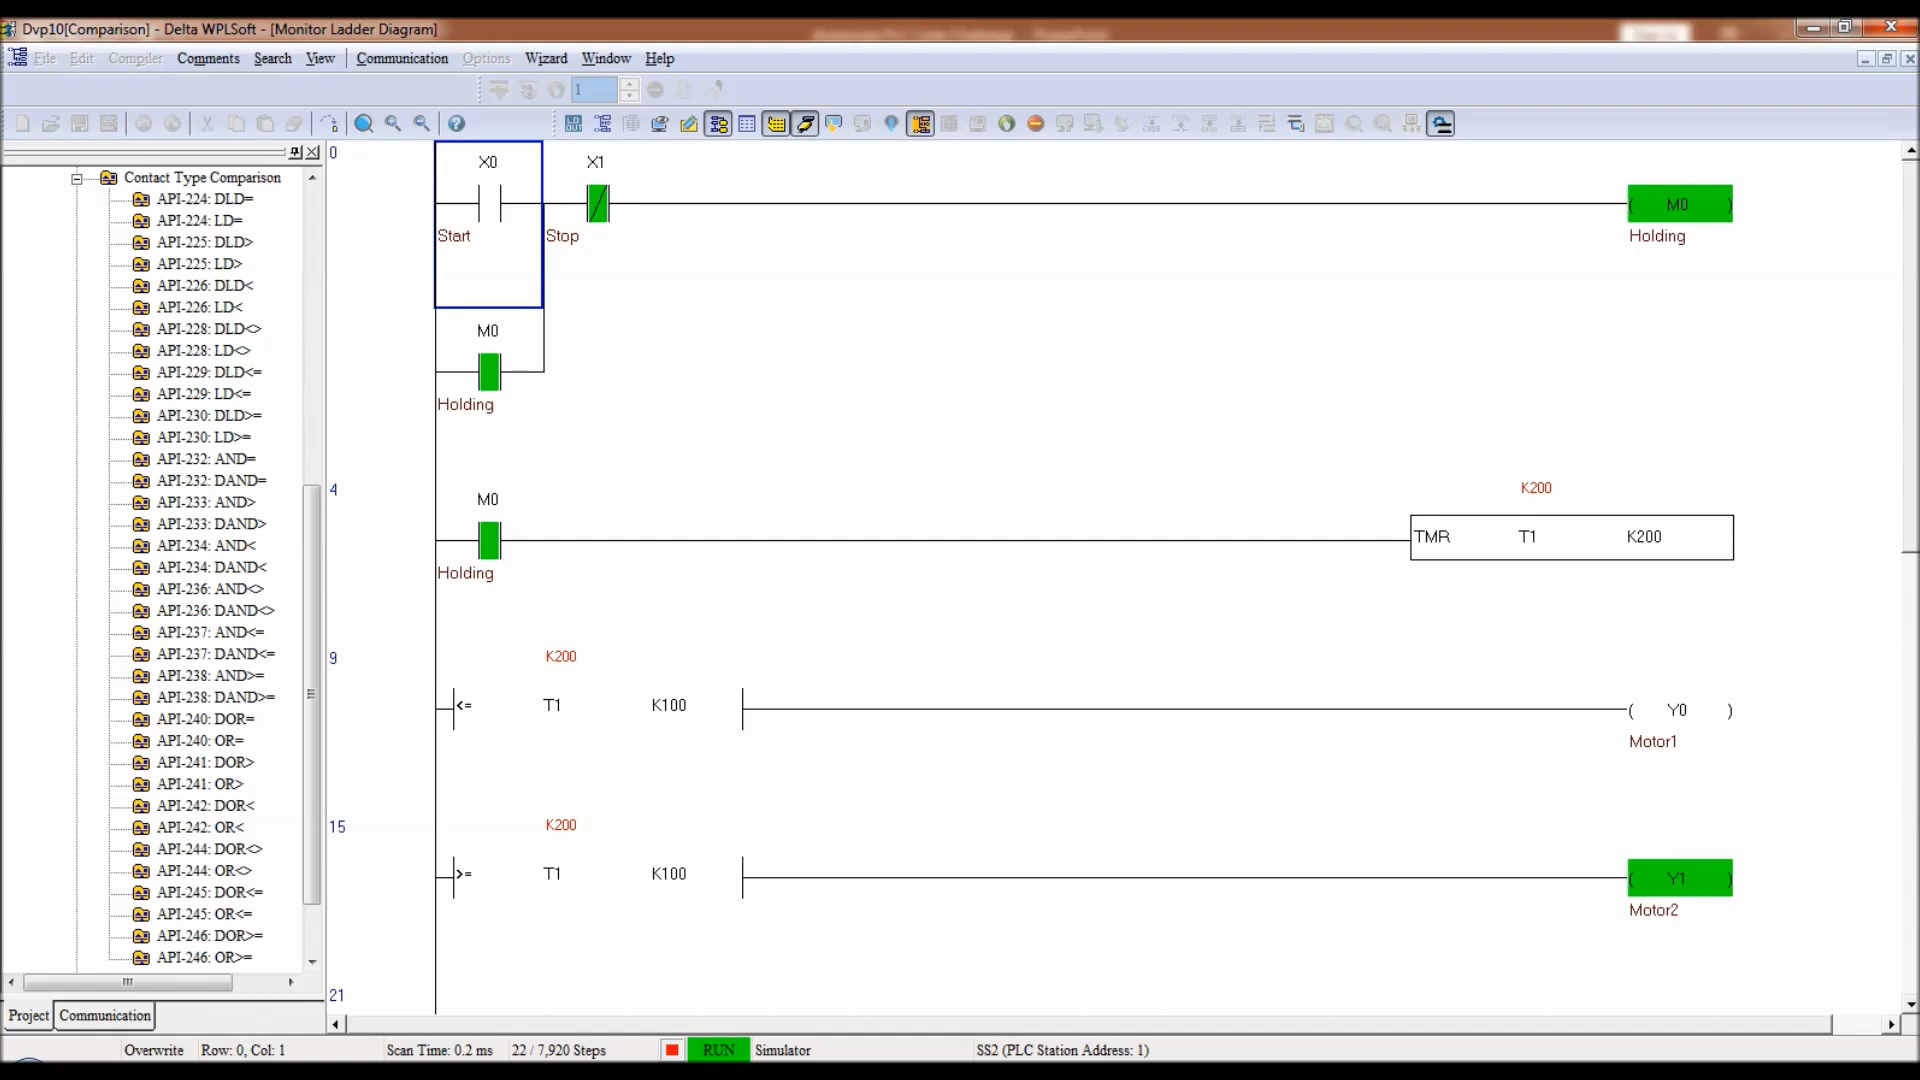 Dvp10[Comparison] - Delta WPLSoft - [Monitor Ladder Diagram]
File Edit Compiler Comments Search View Communication Options Wizard Window Help
1
Contact Type Comparison
API-224: DLD=
API-224: LD=
API-225: DLD>
API-225: LD>
API-226: DLD<
API-226: LD<
API-228: DLD<>
API-228: LD<>
API-229: DLD<=
API-229: LD<=
API-230: DLD>=
API-230: LD>=
API-232: AND=
API-232: DAND=
API-233: AND>
API-233: DAND>
API-234: AND<
API-234: DAND<
API-236: AND<>
API-236: DAND<>
API-237: AND<=
API-237: DAND<=
API-238: AND>=
API-238: DAND>=
API-240: DOR=
API-240: OR=
API-241: DOR>
API-241: OR>
API-242: DOR<
API-242: OR<
API-244: DOR<>
API-244: OR<>
API-245: DOR<=
API-245: OR<=
API-246: DOR>=
API-246: OR>=
Project Communication
0
X0 X1
( M0 )
Start Stop Holding
M0
Holding
4
M0
K200
TMR T1 K200
Holding
9
K200
<= T1 K100 ( Y0 )
Motor1
15
K200
>= T1 K100 ( Y1 )
Motor2
21
Overwrite Row: 0, Col: 1 Scan Time: 0.2 ms 22 / 7,920 Steps RUN Simulator SS2 (PLC Station Address: 1)